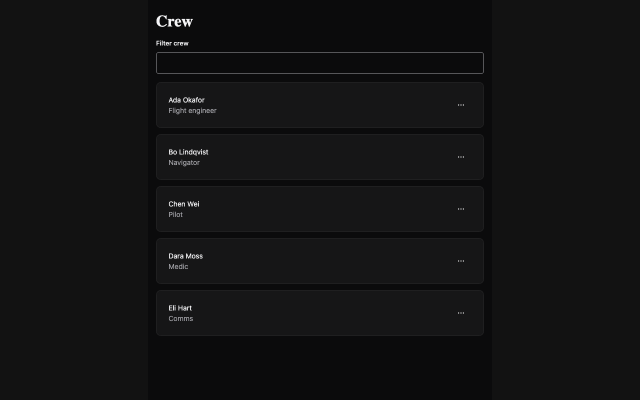 Crew
Filter crew
Ada Okafor
Flight engineer
...
Bo Lindqvist
Navigator
...
Chen Wei
Pilot
...
Dara Moss
Medic
...
Eli Hart
Comms
...